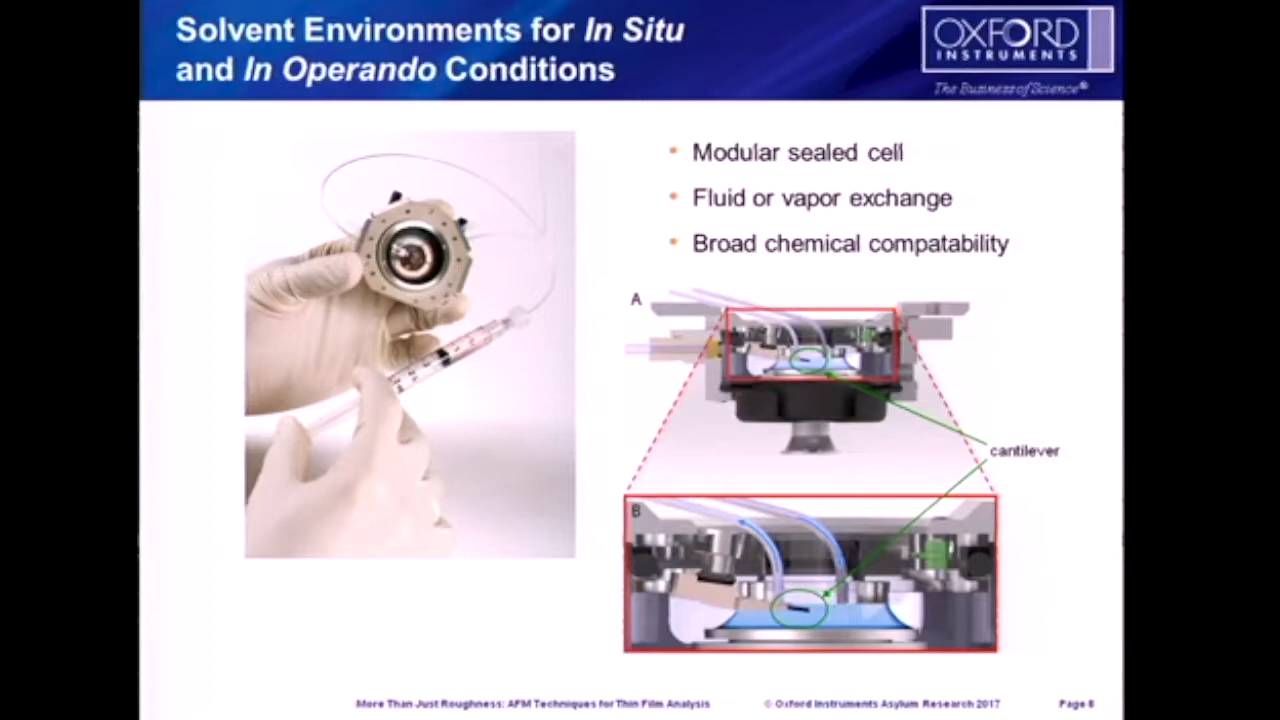 Solvent Environments for In Situ
and In Operando Conditions
OXFORD
INSTRUMENTS
The Business of Science®
• Modular sealed cell
• Fluid or vapor exchange
• Broad chemical compatability
A
cantilever
B
More Than Just Roughness: AFM Techniques for Thin Film Analysis
© Oxford Instruments Asylum Research 2017
Page 8